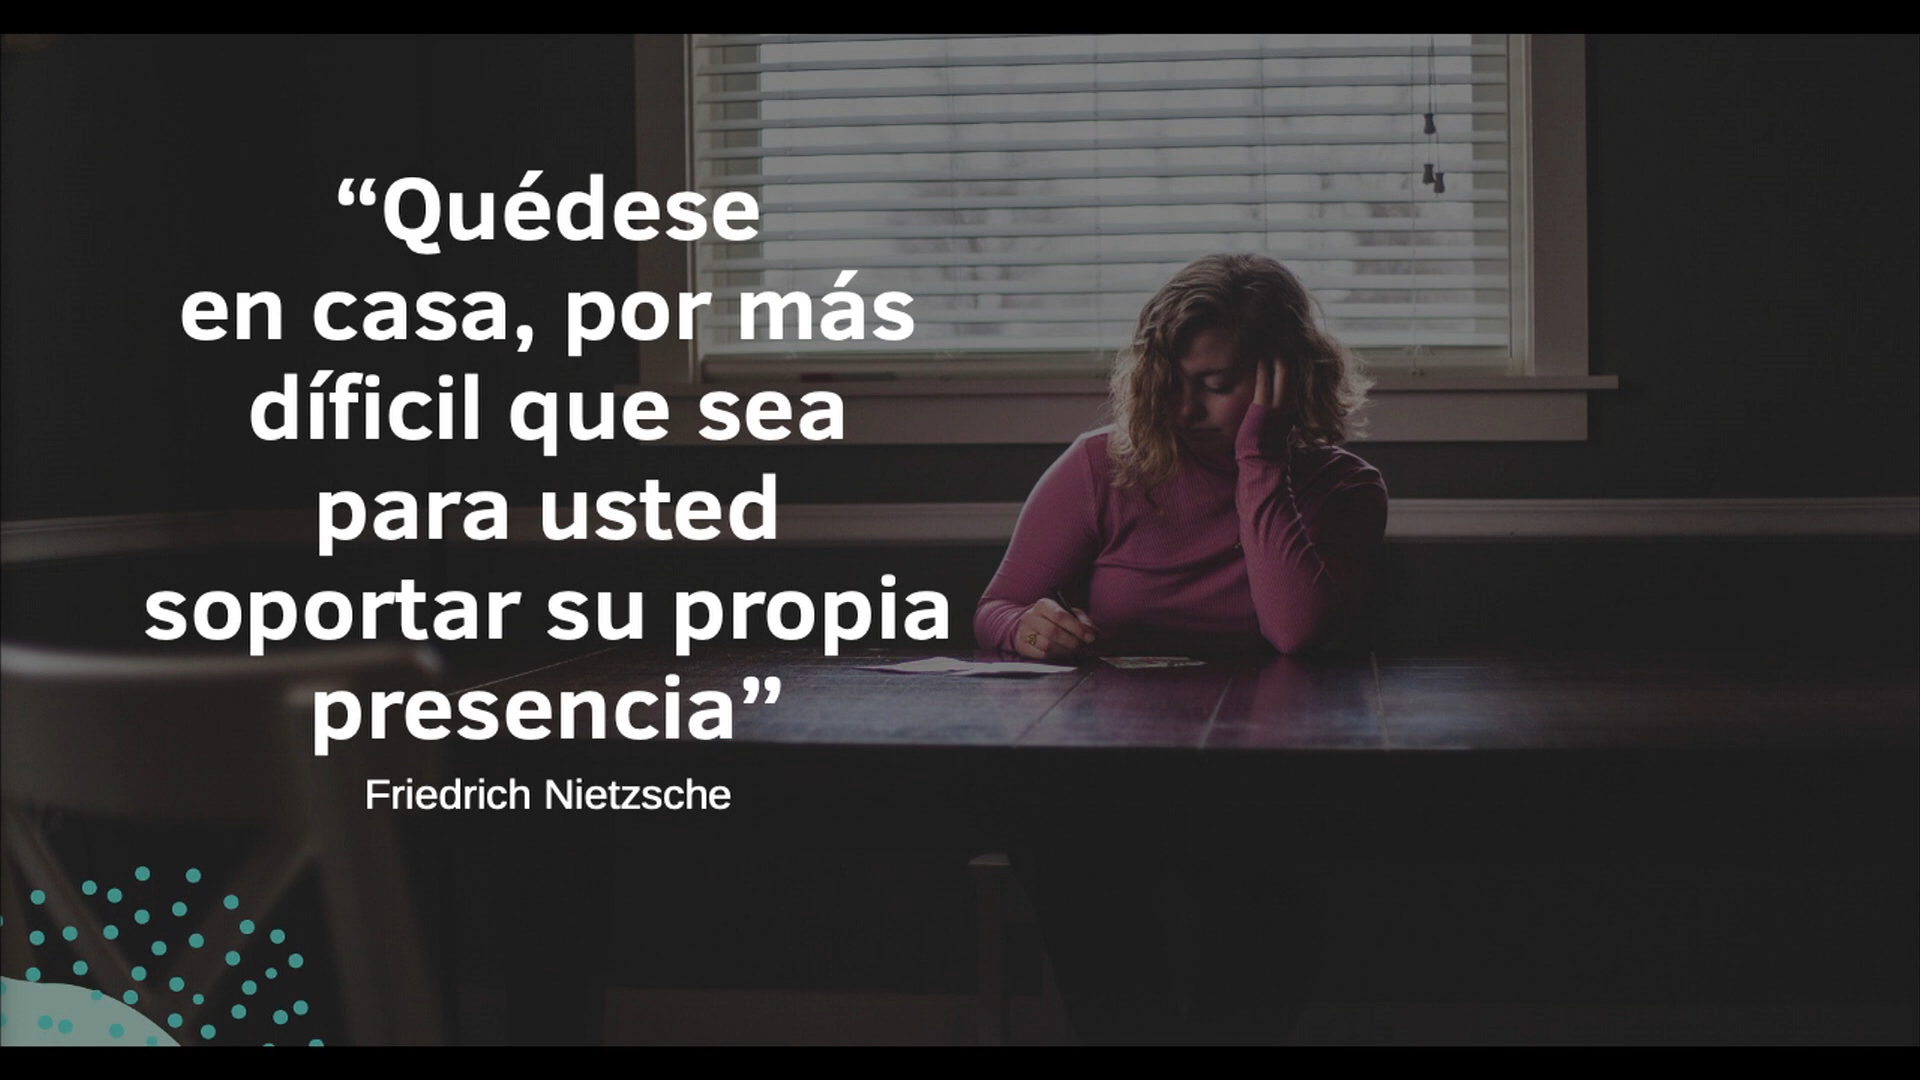 “Quédese
en casa, por más
díficil que sea
para usted
soportar su propia
presencia”
Friedrich Nietzsche